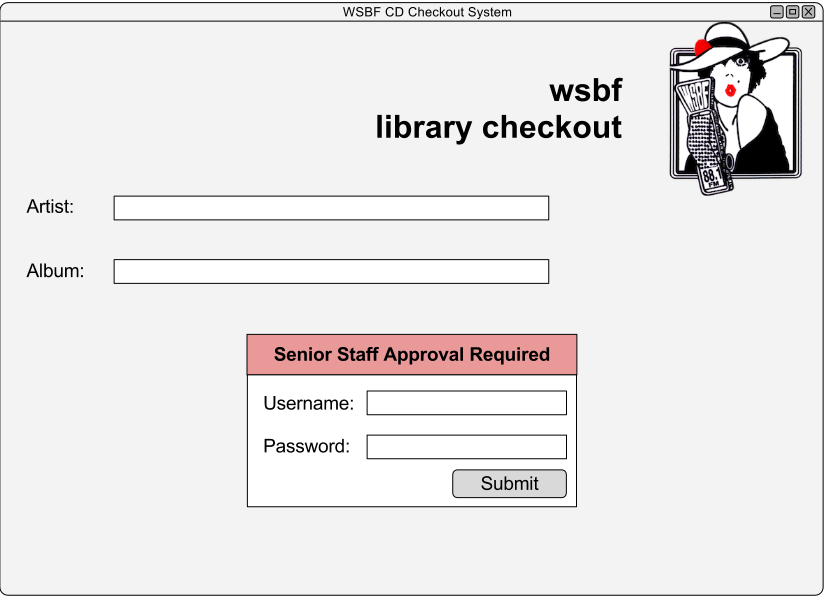 WSBF CD Checkout System
wsbf
library checkout
WSBF
88.1
FM
Artist:
Album:
Senior Staff Approval Required
Username:
Password:
Submit